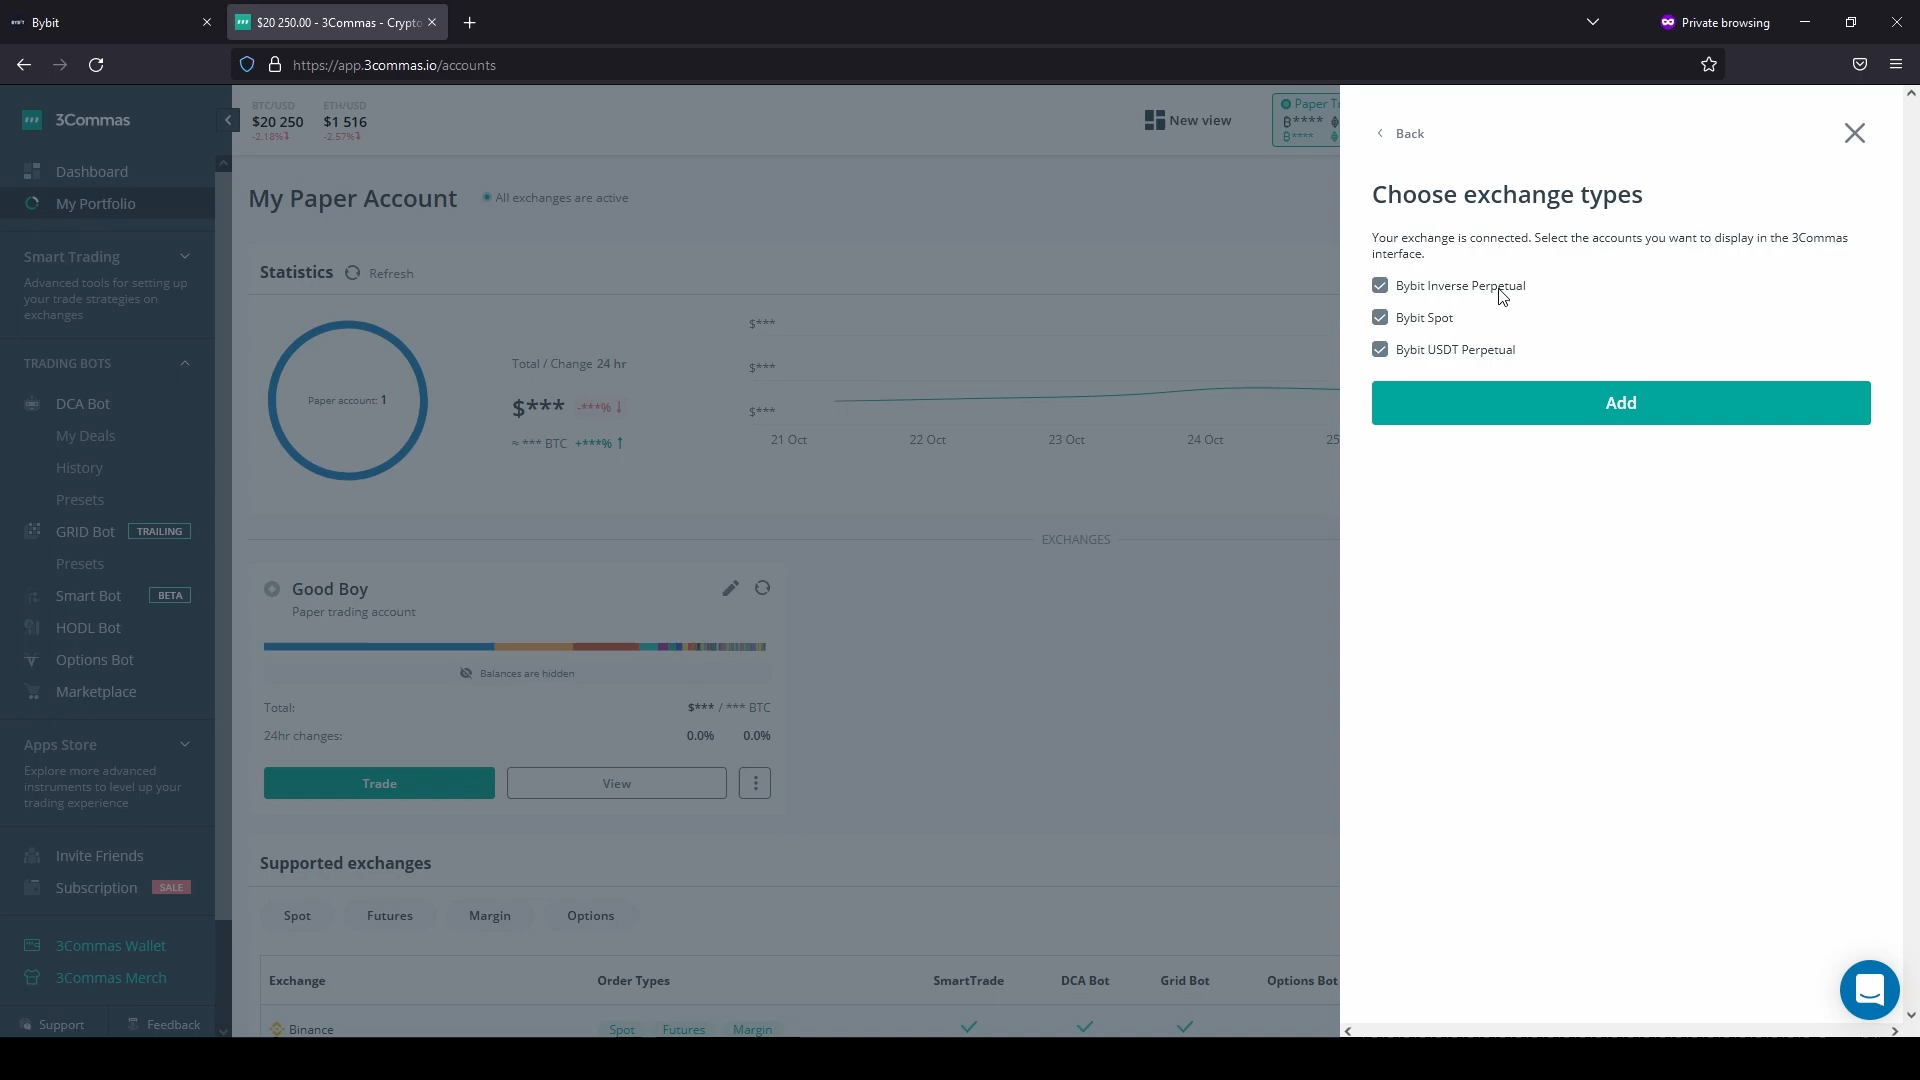 Bybit
$20 250.00 - 3Commas - Crypto
Private browsing
https://app.3commas.io/accounts
3Commas
Dashboard
My Portfolio
Smart Trading
Advanced tools for setting up
your trade strategies on
exchanges
TRADING BOTS
DCA Bot
My Deals
History
Presets
GRID Bot TRAILING
Presets
Smart Bot BETA
HODL Bot
Options Bot
Marketplace
Apps Store
Explore more advanced
instruments to level up your
trading experience
Invite Friends
Subscription SALE
3Commas Wallet
3Commas Merch
Support Feedback
BTC/USD ETH/USD
$20 250 $1 516
-2.18% -2.57%
New view
Paper T
****
****
My Paper Account
All exchanges are active
Statistics Refresh
Paper account: 1
Total / Change 24 hr
$*** -***% ↓
≈ *** BTC +***% ↑
$***
$***
$***
21 Oct 22 Oct 23 Oct 24 Oct 25
EXCHANGES
Good Boy
Paper trading account
Balances are hidden
Total: $*** / *** BTC
24hr changes: 0.0% 0.0%
Trade View
Supported exchanges
Spot Futures Margin Options
Exchange Order Types SmartTrade DCA Bot Grid Bot Options Bot
Binance Spot Futures Margin
Back
Choose exchange types
Your exchange is connected. Select the accounts you want to display in the 3Commas
interface.
Bybit Inverse Perpetual
Bybit Spot
Bybit USDT Perpetual
Add